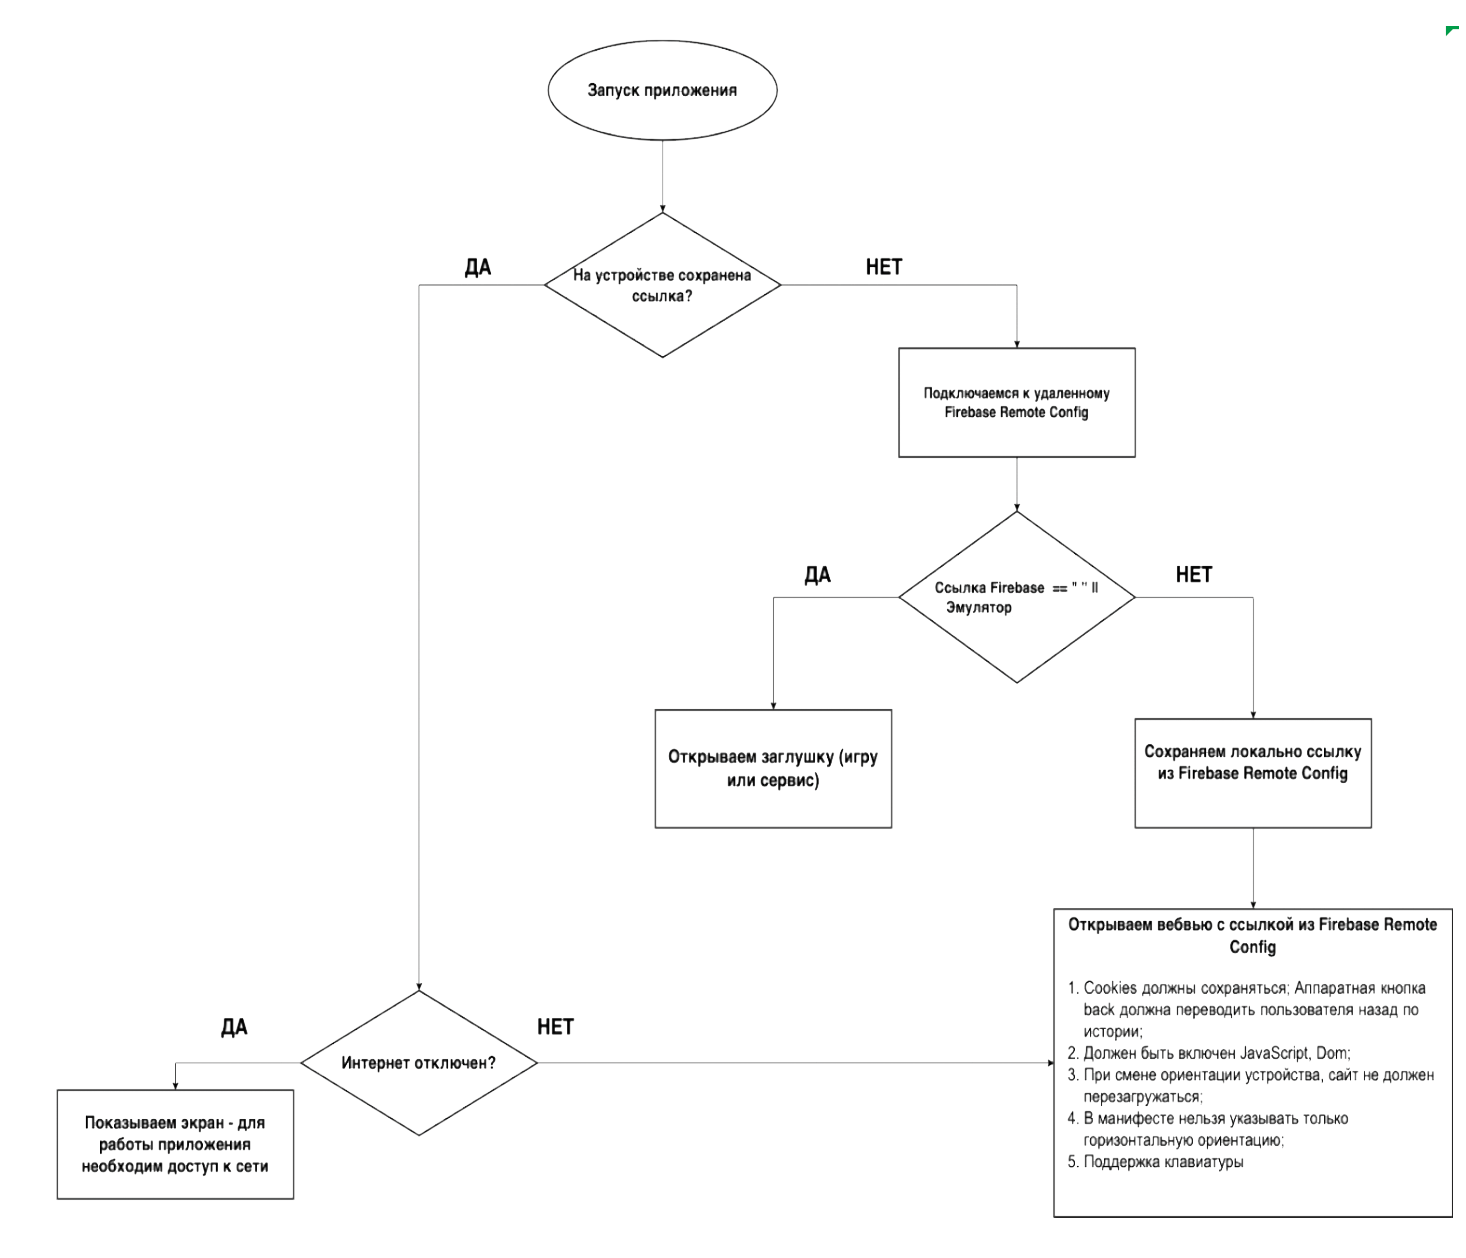 Запуск приложения
ДА
НЕТ
На устройстве сохранена
ссылка?
Подключаемся к удаленному
Firebase Remote Config
ДА
НЕТ
Ссылка Firebase == " " ||
Эмулятор
Открываем заглушку (игру
или сервис)
Сохраняем локально ссылку
из Firebase Remote Config
Открываем вебвью с ссылкой из Firebase Remote
Config
1. Cookies должны сохраняться; Аппаратная кнопка
back должна переводить пользователя назад по
истории;
2. Должен быть включен JavaScript, Dom;
3. При смене ориентации устройства, сайт не должен
перезагружаться;
4. В манифесте нельзя указывать только
горизонтальную ориентацию;
5. Поддержка клавиатуры
ДА
НЕТ
Интернет отключен?
Показываем экран - для
работы приложения
необходим доступ к сети